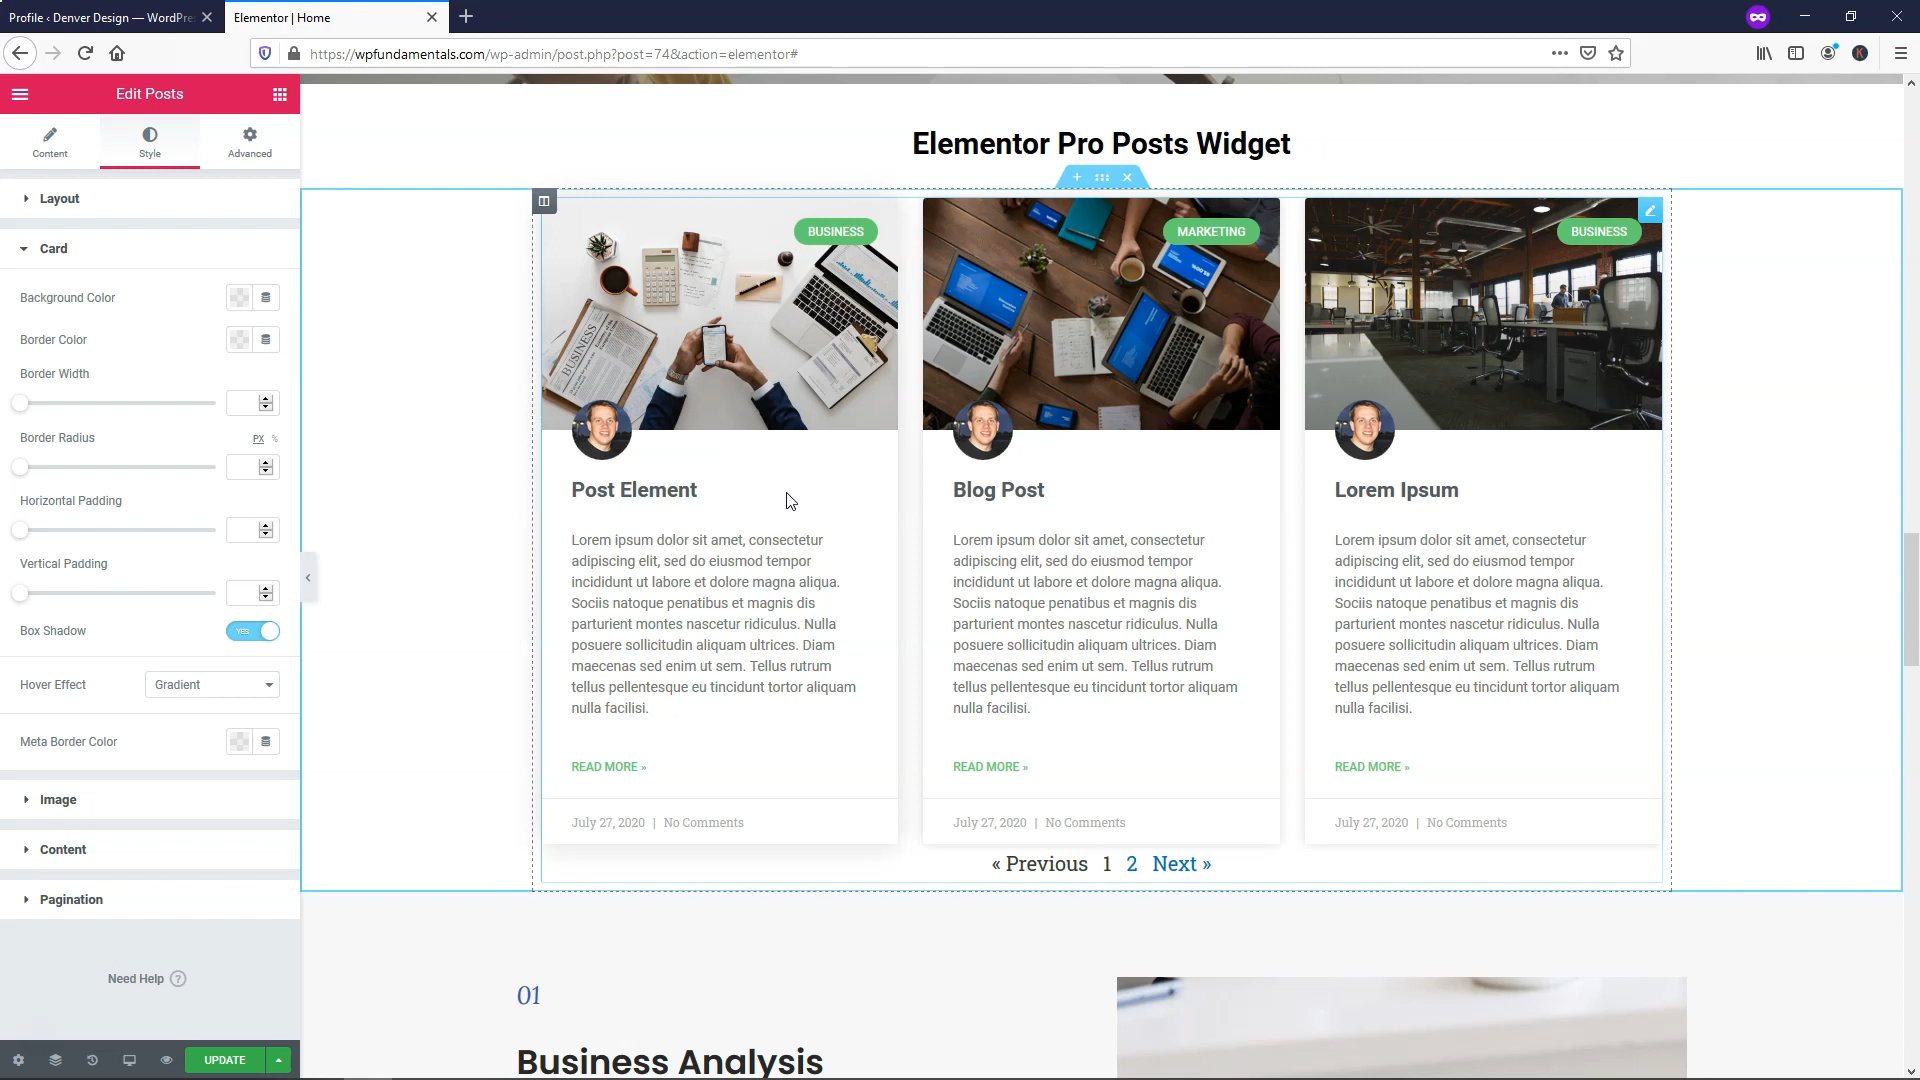 Profile ‹ Denver Design — WordPre
Elementor | Home
https://wpfundamentals.com/wp-admin/post.php?post=74&action=elementor#
Edit Posts
Content
Style
Advanced
Layout
Card
Background Color
Border Color
Border Width
Border Radius
PX %
Horizontal Padding
Vertical Padding
Box Shadow
YES
Hover Effect
Gradient
Meta Border Color
Image
Content
Pagination
Need Help ?
UPDATE
Elementor Pro Posts Widget
BUSINESS
BUSINESS
Post Element
Lorem ipsum dolor sit amet, consectetur
adipiscing elit, sed do eiusmod tempor
incididunt ut labore et dolore magna aliqua.
Sociis natoque penatibus et magnis dis
parturient montes nascetur ridiculus. Nulla
posuere sollicitudin aliquam ultrices. Diam
maecenas sed enim ut sem. Tellus rutrum
tellus pellentesque eu tincidunt tortor aliquam
nulla facilisi.
READ MORE »
July 27, 2020 | No Comments
MARKETING
Blog Post
Lorem ipsum dolor sit amet, consectetur
adipiscing elit, sed do eiusmod tempor
incididunt ut labore et dolore magna aliqua.
Sociis natoque penatibus et magnis dis
parturient montes nascetur ridiculus. Nulla
posuere sollicitudin aliquam ultrices. Diam
maecenas sed enim ut sem. Tellus rutrum
tellus pellentesque eu tincidunt tortor aliquam
nulla facilisi.
READ MORE »
July 27, 2020 | No Comments
BUSINESS
Lorem Ipsum
Lorem ipsum dolor sit amet, consectetur
adipiscing elit, sed do eiusmod tempor
incididunt ut labore et dolore magna aliqua.
Sociis natoque penatibus et magnis dis
parturient montes nascetur ridiculus. Nulla
posuere sollicitudin aliquam ultrices. Diam
maecenas sed enim ut sem. Tellus rutrum
tellus pellentesque eu tincidunt tortor aliquam
nulla facilisi.
READ MORE »
July 27, 2020 | No Comments
« Previous 1 2 Next »
01
Business Analysis